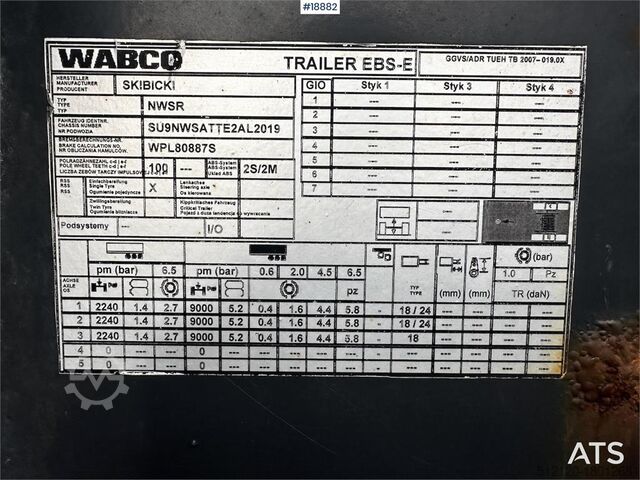 #18882
WABCO TRAILER EBS-E GGVS/ADR TUEH TB 2007-019.0X
HERSTELLER
MANUFACTURER
PRODUCENT
SKIBICKI
TYP
TYPE
TYP
NWSR
FAHRZEUG IDENTNR.
CHASSIS NUMBER
NR PODWOZIA
SU9NWSATTE2AL2019
BREMSBERECHNUNGS-NR.
BRAKE CALCULATION NO.
NR OBLICZANIA HAMULCÓW.
WPL80887S
POLRADZÄHNEZAHL c-d | e-f
POLE WHEEL TEETH c-d | e-f
LICZBA ZĘBÓW TARCZY
100 ---
ABS-System
ABS-System
Układ ABS
2S/2M
RSS
RSS
RSS
Einfachbereifung
Single Tyre
Ogumienie pojedyncze
X
Lenkachse
Steering axle
Oś skrętna
---
Zwillingsbereifung
Twin Tyre
Ogumienie bliźniacze
---
Kippkritisches Fahrzeug
Critical Trailer
Pojazd z dużą tendencją do wywracania
---
Podsystemy --- I/O ---
GIO Styk 1 Styk 3 Styk 4
1 --- --- ---
2 --- --- ---
3 --- --- ---
4 --- --- ---
5 --- --- ---
6 --- --- ---
7 --- --- ---
pm (bar) 6.5 pm (bar) 0.6 2.0 4.5 6.5 (bar)
ACHSE
AXLE
OS
pz
TYP
TYPE
(mm) (mm) 1.0 Pz
TR (daN)
1 2240 1.4 2.7 9000 5.2 0.4 1.6 4.4 5.8 -- 18 / 24 --- --- --- ---
2 2240 1.4 2.7 9000 5.2 0.4 1.6 4.4 5.8 -- 18 / 24 --- --- --- ---
3 2240 1.4 2.7 9000 5.2 0.4 1.6 4.4 5.8 -- 18 --- --- --- ---
4 0 --- --- 0 --- --- --- --- --- --- --- --- --- --- ---
5 0 --- --- 0 --- --- --- --- --- --- --- --- --- --- ---
ATS